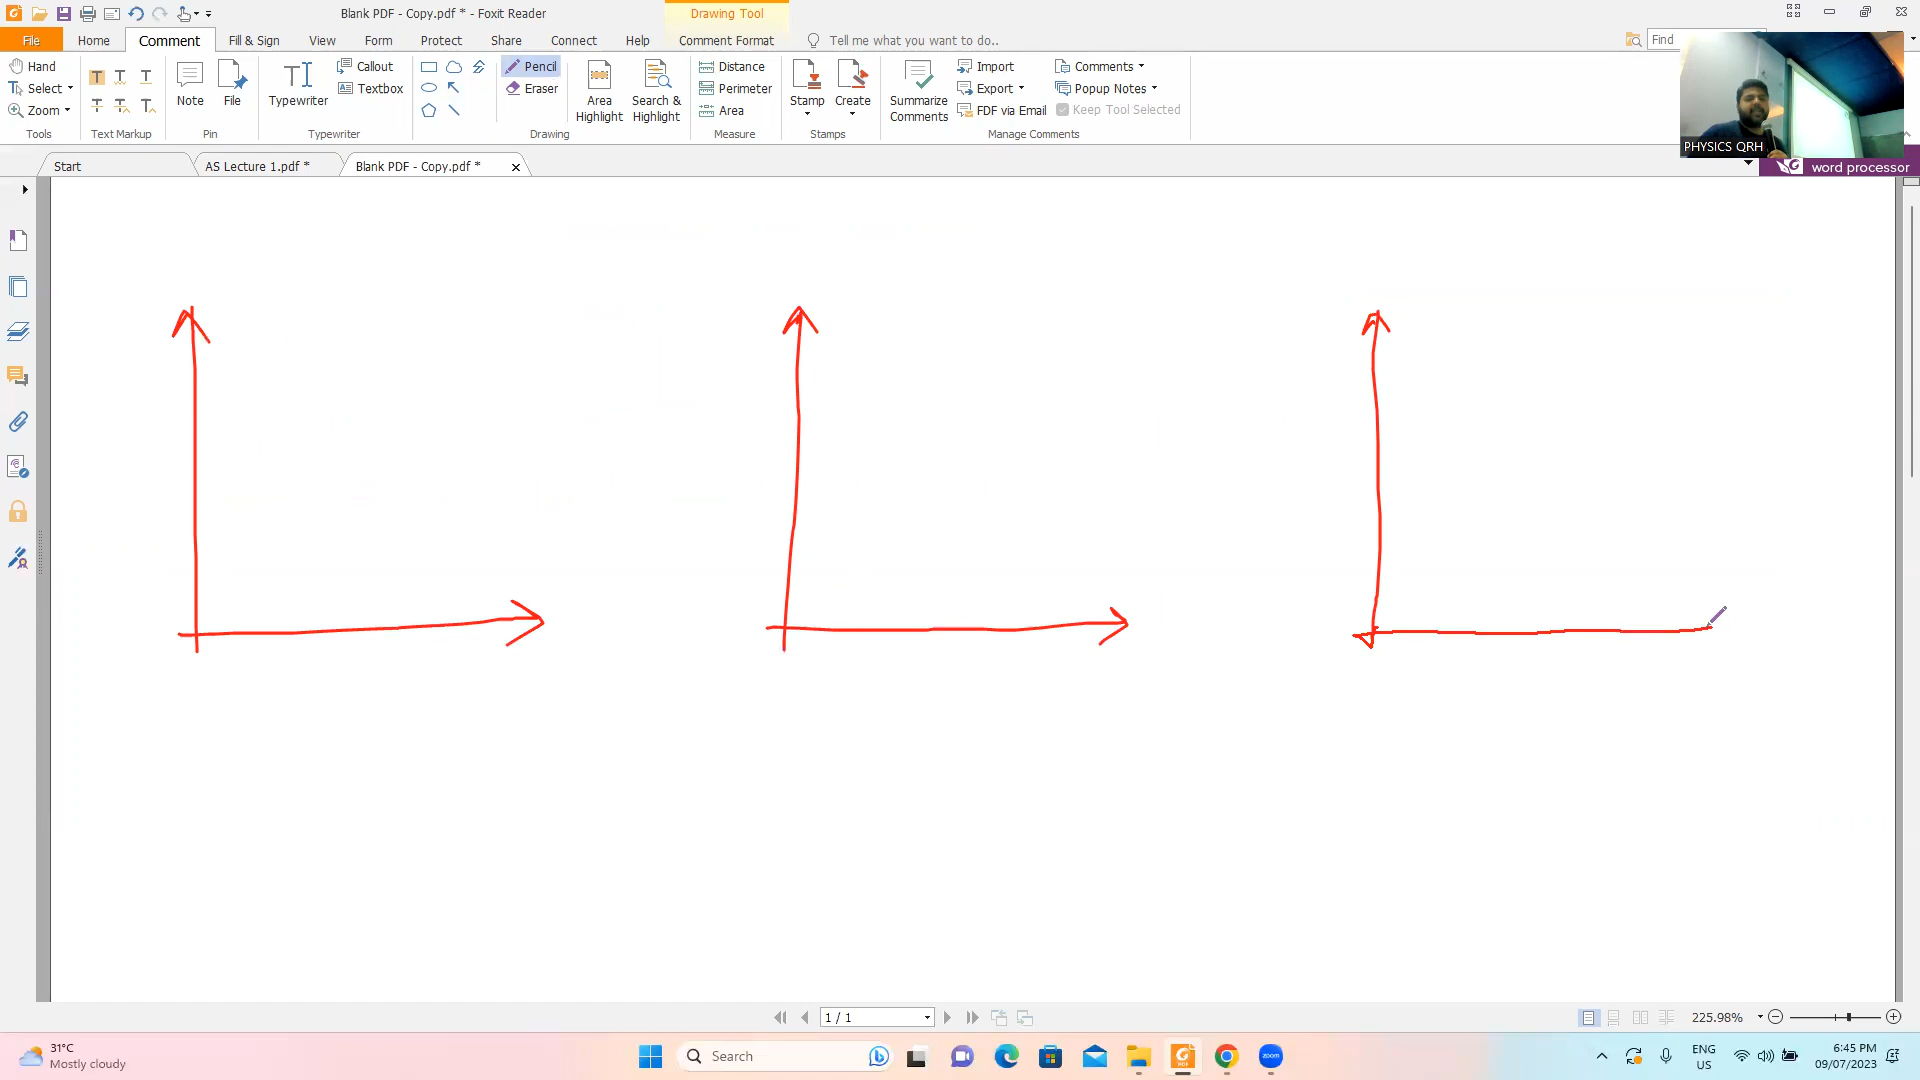 Blank PDF - Copy.pdf * - Foxit Reader
Drawing Tool
File Home Comment Fill & Sign View Form Protect Share Connect Help Comment Format Tell me what you want to do.. Find
Hand
Select
Zoom
Tools
Text Markup
Note
File
Pin
Typewriter
Callout
Textbox
Typewriter
Pencil
Eraser
Drawing
Area Highlight
Search & Highlight
Distance
Perimeter
Area
Measure
Stamp
Create
Stamps
Summarize Comments
Import
Export
FDF via Email
Comments
Popup Notes
Keep Tool Selected
Manage Comments
PHYSICS QRH
word processor
Start
AS Lecture 1.pdf *
Blank PDF - Copy.pdf *
1 / 1
225.98%
31°C
Mostly cloudy
Search
zoom
ENG
US
6:45 PM
09/07/2023